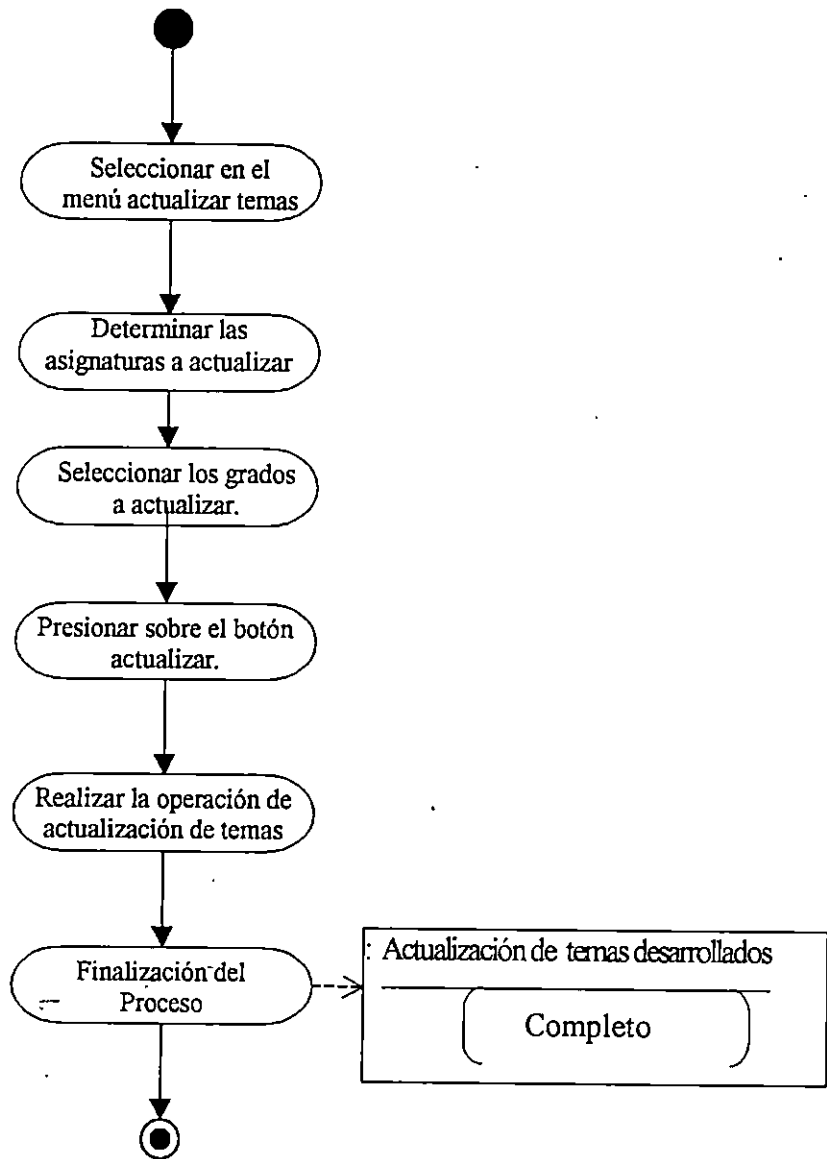 Seleccionar en el
menú actualizar temas
Determinar las
asignaturas a actualizar
Seleccionar los grados
a actualizar.
Presionar sobre el botón
actualizar.
Realizar la operación de
actualización de temas
Finalización del
Proceso
: Actualización de temas desarrollados
Completo